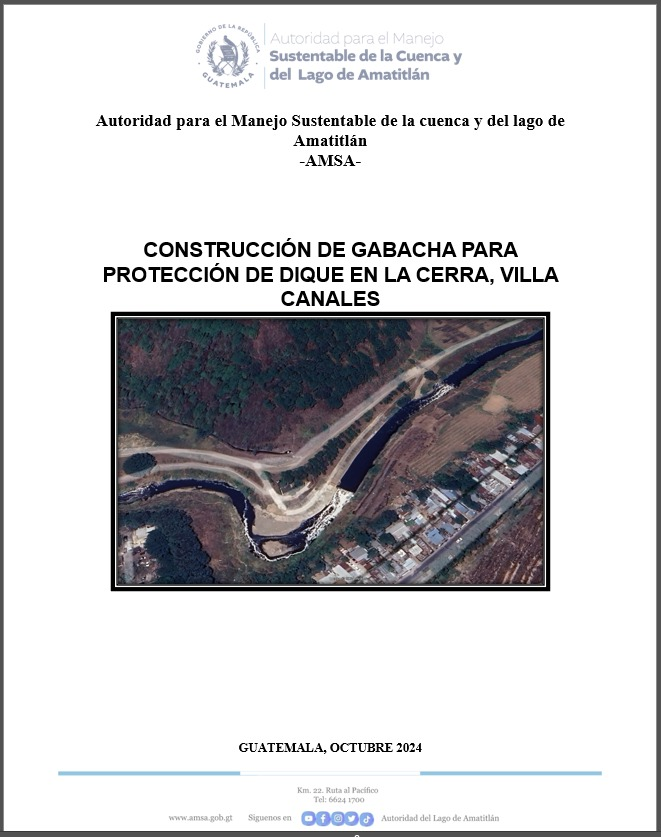 GOBIERNO DE LA REPÚBLICA
GUATEMALA
Autoridad para el Manejo
Sustentable de la Cuenca y
del Lago de Amatitlán
Autoridad para el Manejo Sustentable de la cuenca y del lago de
Amatitlán
-AMSA-
CONSTRUCCIÓN DE GABACHA PARA
PROTECCIÓN DE DIQUE EN LA CERRA, VILLA
CANALES
GUATEMALA, OCTUBRE 2024
Km. 22. Ruta al Pacífico
Tel: 6624 1700
www.amsa.gob.gt Síguenos en Autoridad del Lago de Amatitlán